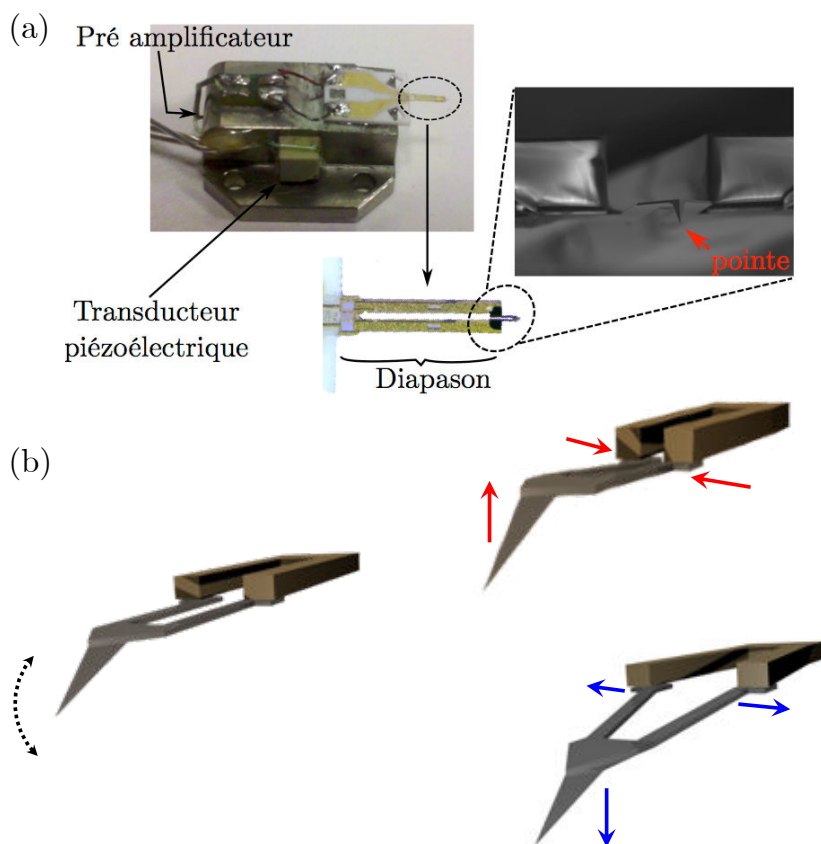 (a)
Pré amplificateur
pointe
Transducteur
piézoélectrique
Diapason
(b)